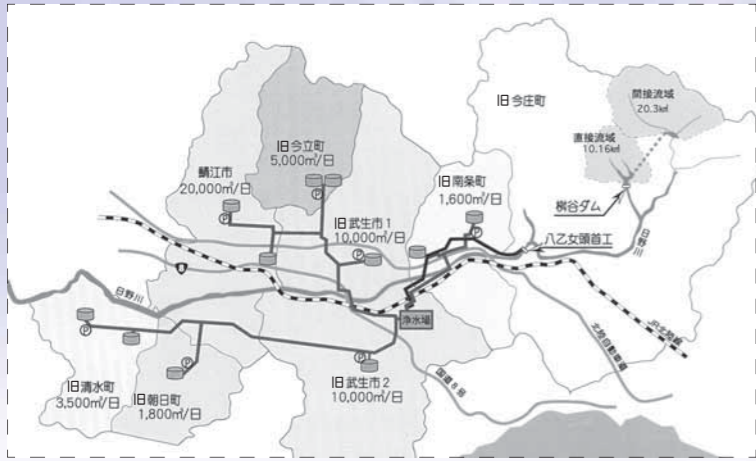 間接流域
20.3㎢
旧今庄町
直接流域
10.16㎢
旧今立町
5,000㎥/日
鯖江市
20,000㎥/日
旧南条町
1,600㎥/日
桝谷ダム
旧武生市1
10,000㎥/日
八乙女頭首工
日野川
P
P
P
P
8
日野川
浄水場
JR北陸線
北陸自動車道
P
P
P
旧清水町
3,500㎥/日
旧朝日町
1,800㎥/日
旧武生市2
10,000㎥/日
国道8号